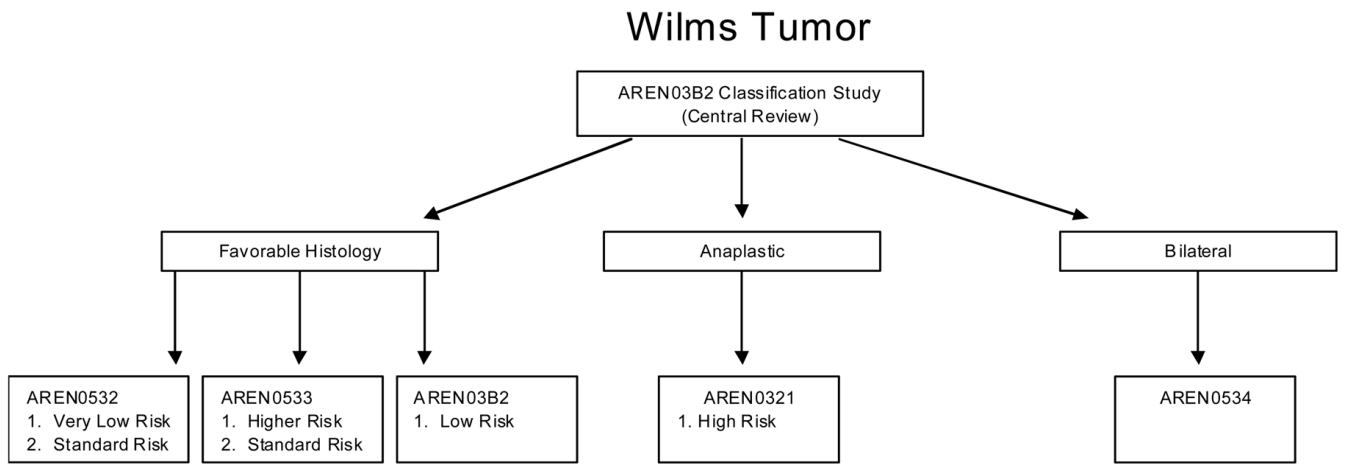 Wilms Tumor
AREN03B2 Classification Study
(Central Review)
Favorable Histology
Anaplastic
Bilateral
AREN0532
1. Very Low Risk
2. Standard Risk
AREN0533
1. Higher Risk
2. Standard Risk
AREN03B2
1. Low Risk
AREN0321
1. High Risk
AREN0534